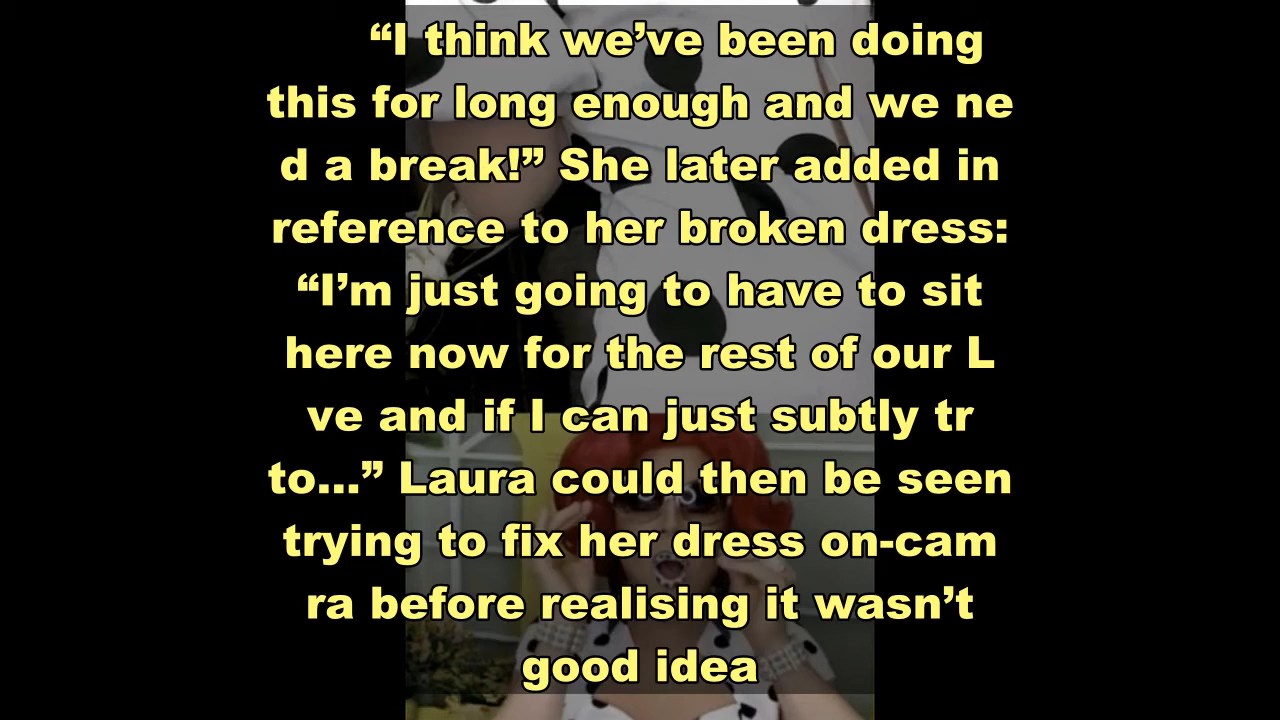 “I think we’ve been doing
this for long enough and we ne
d a break!” She later added in
reference to her broken dress:
“I’m just going to have to sit
here now for the rest of our L
ve and if I can just subtly tr
to…” Laura could then be seen
trying to fix her dress on-cam
ra before realising it wasn’t
good idea